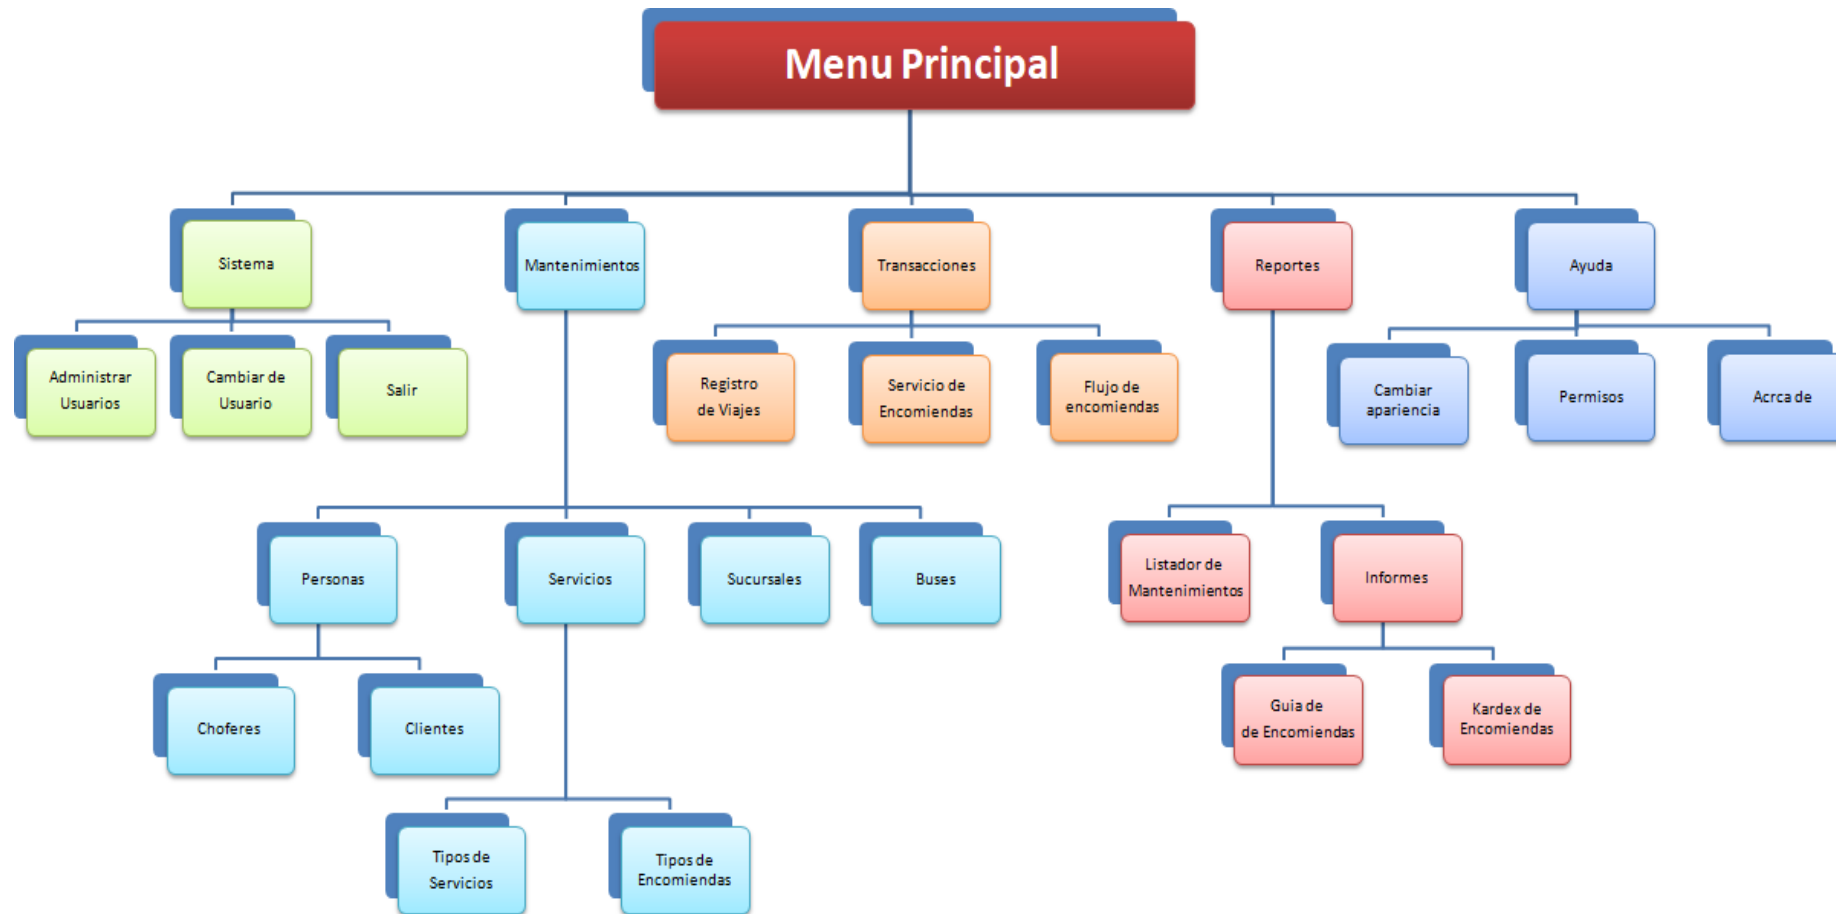 Menu Principal
Sistema
Mantenimientos
Transacciones
Reportes
Ayuda
Administrar
Usuarios
Cambiar de
Usuario
Salir
Registro
de Viajes
Servicio de
Encomiendas
Flujo de
encomiendas
Cambiar
apariencia
Permisos
Acrca de
Personas
Servicios
Sucursales
Buses
Listador de
Mantenimientos
Informes
Choferes
Clientes
Guia de
de Encomiendas
Kardex de
Encomiendas
Tipos de
Servicios
Tipos de
Encomiendas